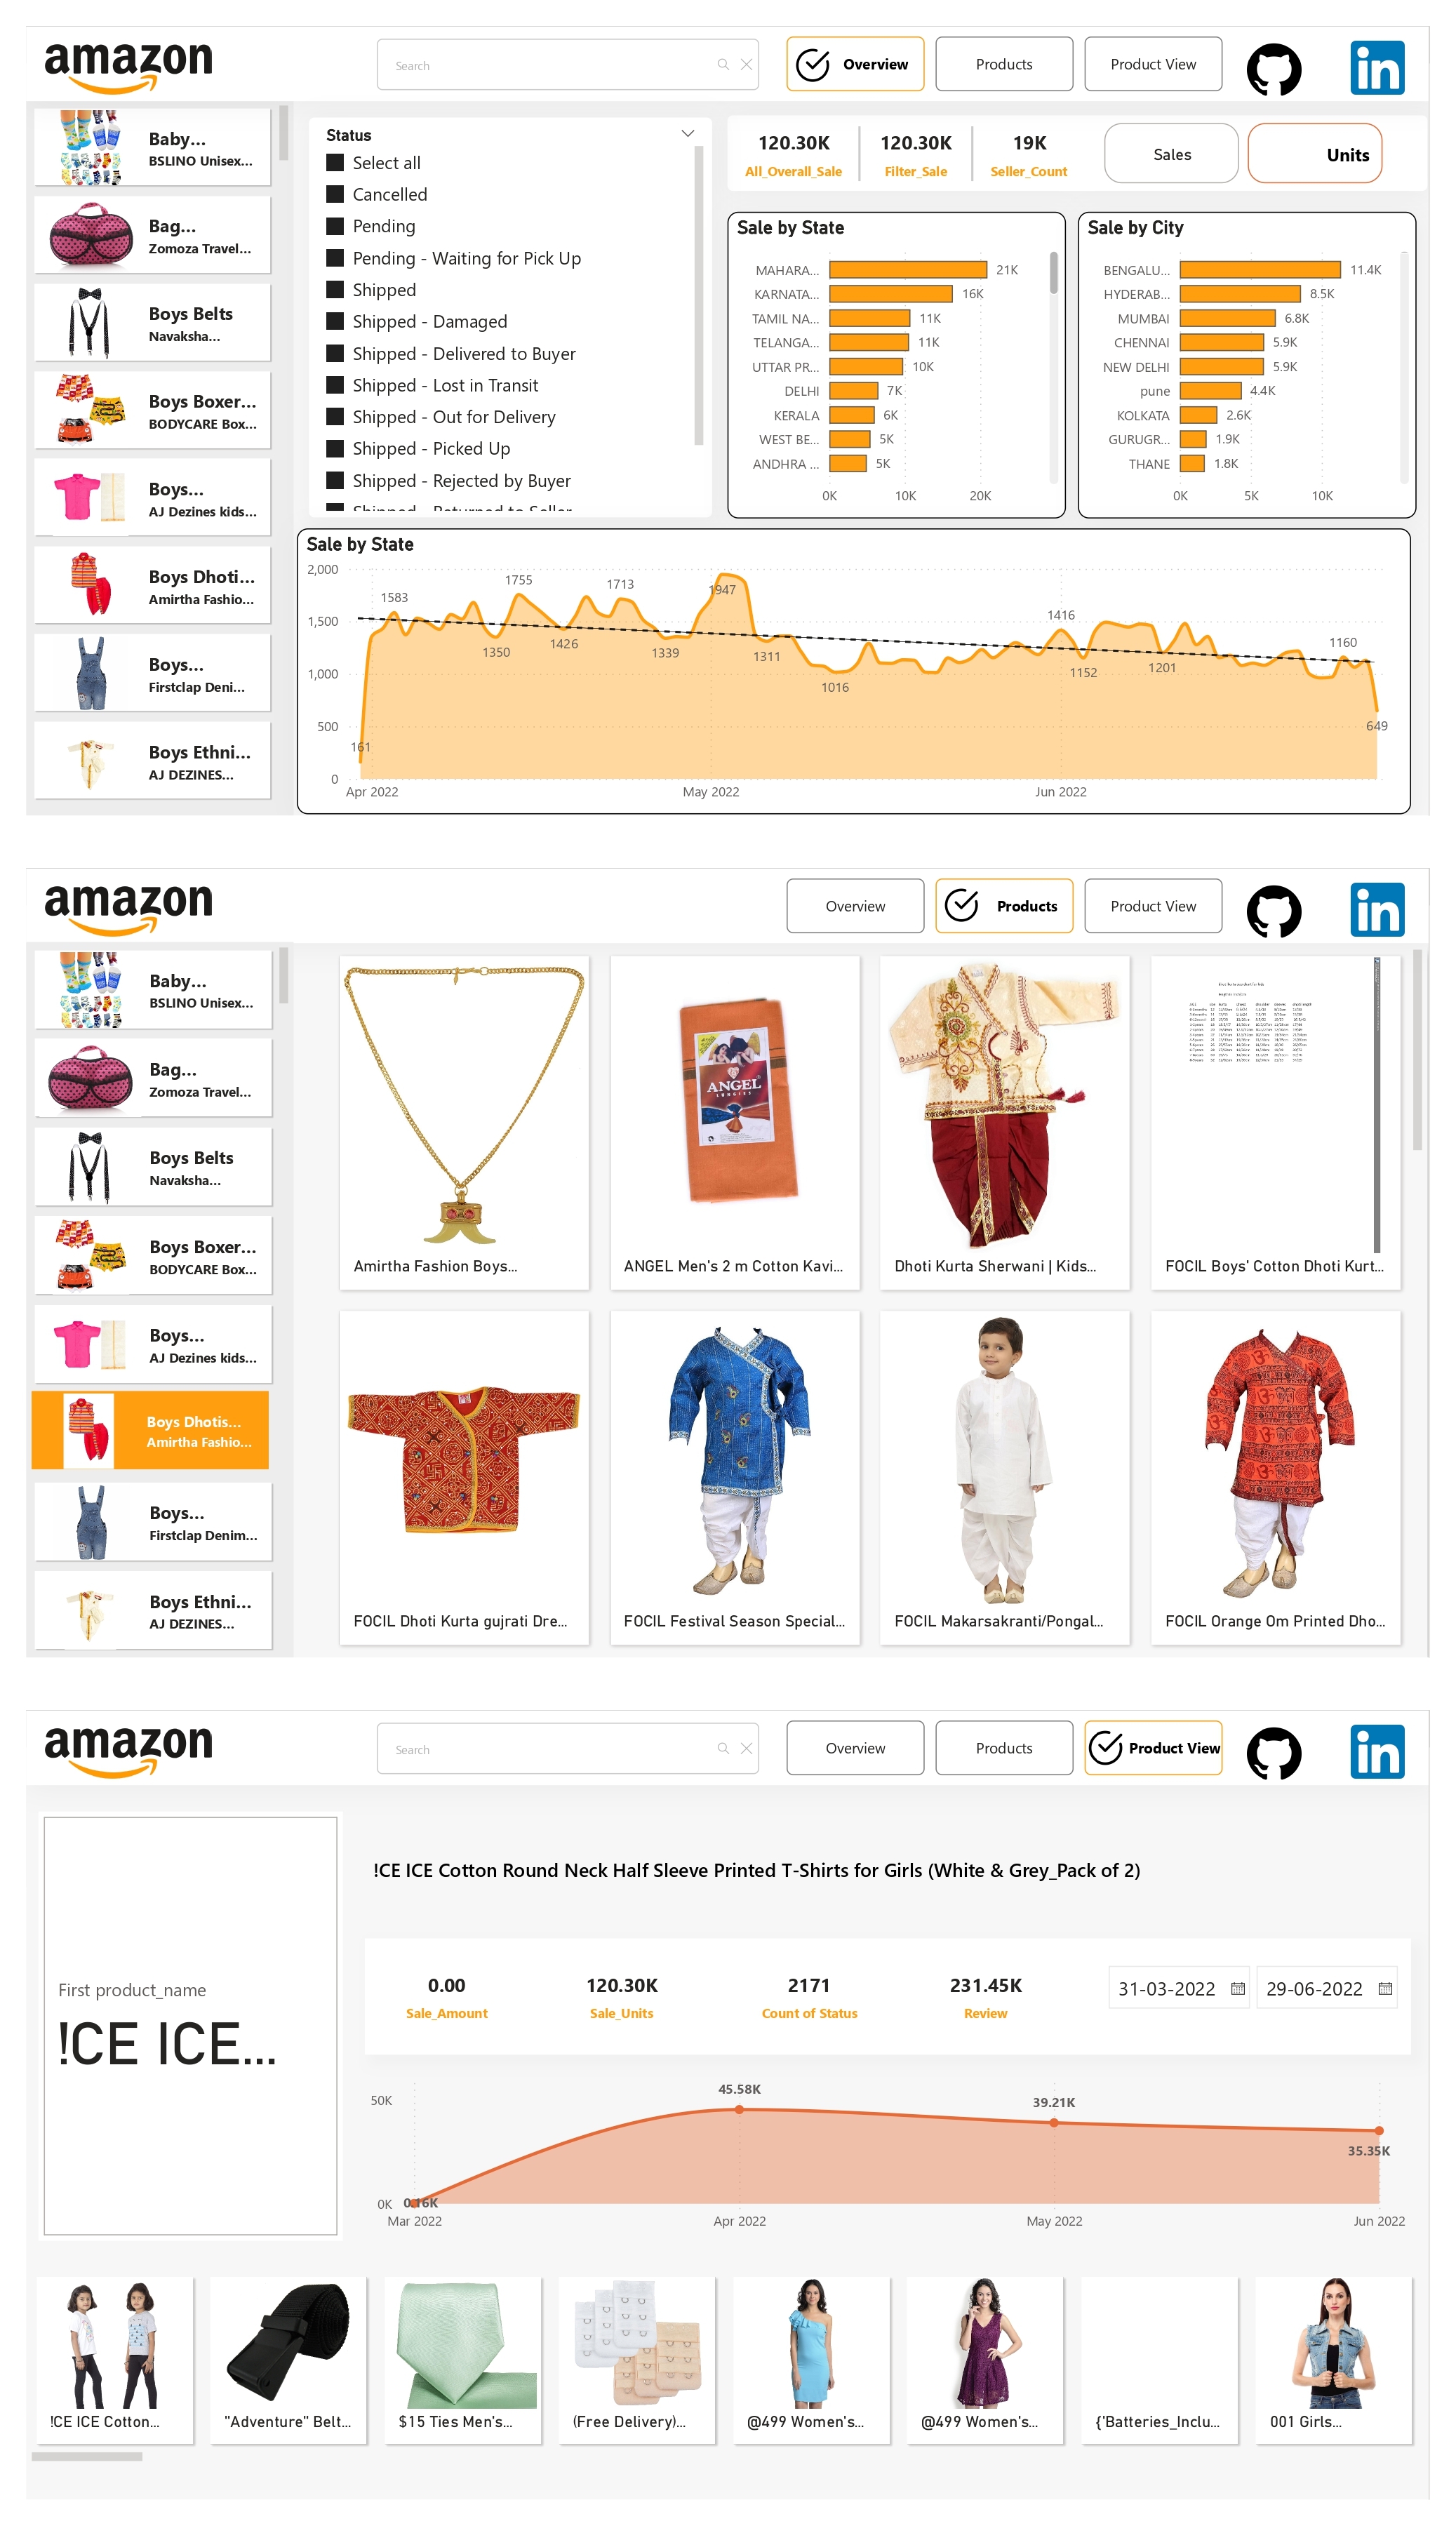 amazon
Search
Overview
Products
Product View
in
Baby...
BSLINO Unisex...
Bag...
Zomoza Travel...
Boys Belts
Navaksha...
Boys Boxer...
BODYCARE Box...
Boys...
AJ Dezines kids...
Boys Dhoti...
Amirtha Fashio...
Boys...
Firstclap Deni...
Boys Ethni...
AJ DEZINES...
Status
Select all
Cancelled
Pending
Pending - Waiting for Pick Up
Shipped
Shipped - Damaged
Shipped - Delivered to Buyer
Shipped - Lost in Transit
Shipped - Out for Delivery
Shipped - Picked Up
Shipped - Rejected by Buyer
Shipped - Returned to Seller
120.30K
All_Overall_Sale
120.30K
Filter_Sale
19K
Seller_Count
Sales
Units
Sale by State
MAHARA... 21K
KARNATA... 16K
TAMIL NA... 11K
TELANGA... 11K
UTTAR PR... 10K
DELHI 7K
KERALA 6K
WEST BE... 5K
ANDHRA ... 5K
0K 10K 20K
Sale by City
BENGALU... 11.4K
HYDERAB... 8.5K
MUMBAI 6.8K
CHENNAI 5.9K
NEW DELHI 5.9K
pune 4.4K
KOLKATA 2.6K
GURUGR... 1.9K
THANE 1.8K
0K 5K 10K
Sale by State
2,000
1,500
1,000
500
0
161
1583
1350
1755
1426
1713
1339
1947
1311
1016
1416
1152
1201
1160
649
Apr 2022 May 2022 Jun 2022
amazon
Overview
Products
Product View
in
Baby...
BSLINO Unisex...
Bag...
Zomoza Travel...
Boys Belts
Navaksha...
Boys Boxer...
BODYCARE Box...
Boys...
AJ Dezines kids...
Boys Dhotis...
Amirtha Fashio...
Boys...
Firstclap Denim...
Boys Ethni...
AJ DEZINES...
ANGEL
LUNGIES
Amirtha Fashion Boys...
ANGEL Men's 2 m Cotton Kavi...
Dhoti Kurta Sherwani | Kids...
FOCIL Boys' Cotton Dhoti Kurt...
FOCIL Dhoti Kurta gujrati Dre...
FOCIL Festival Season Special...
FOCIL Makarsakranti/Pongal...
FOCIL Orange Om Printed Dho...
amazon
Search
Overview
Products
Product View
in
First product_name
!CE ICE...
!CE ICE Cotton Round Neck Half Sleeve Printed T-Shirts for Girls (White & Grey_Pack of 2)
0.00
Sale_Amount
120.30K
Sale_Units
2171
Count of Status
231.45K
Review
31-03-2022
29-06-2022
50K
0K
0.16K
45.58K
39.21K
35.35K
Mar 2022 Apr 2022 May 2022 Jun 2022
!CE ICE Cotton...
"Adventure" Belt...
$15 Ties Men's...
(Free Delivery)...
@499 Women's...
@499 Women's...
{'Batteries_Inclu...
001 Girls...